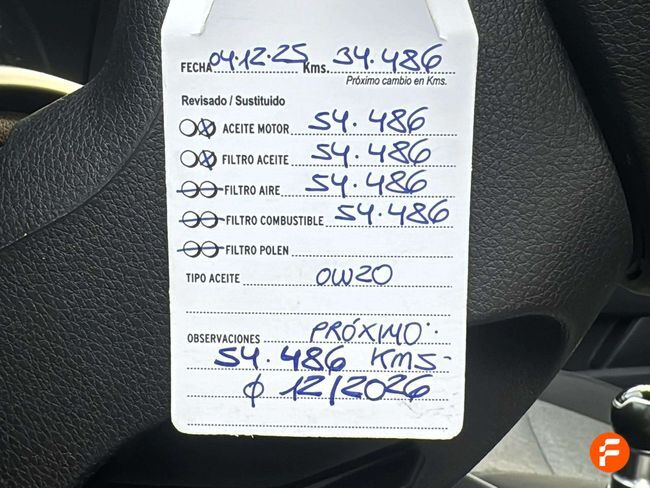 FECHA 04.12.25 Kms. 34.486
Próximo cambio en Kms.
Revisado / Sustituido
ACEITE MOTOR 54.486
FILTRO ACEITE 54.486
FILTRO AIRE 54.486
FILTRO COMBUSTIBLE 54.486
FILTRO POLEN
TIPO ACEITE 0W20
OBSERVACIONES PRÓXIMO:
54.486 KMS-
Ó 12/2026